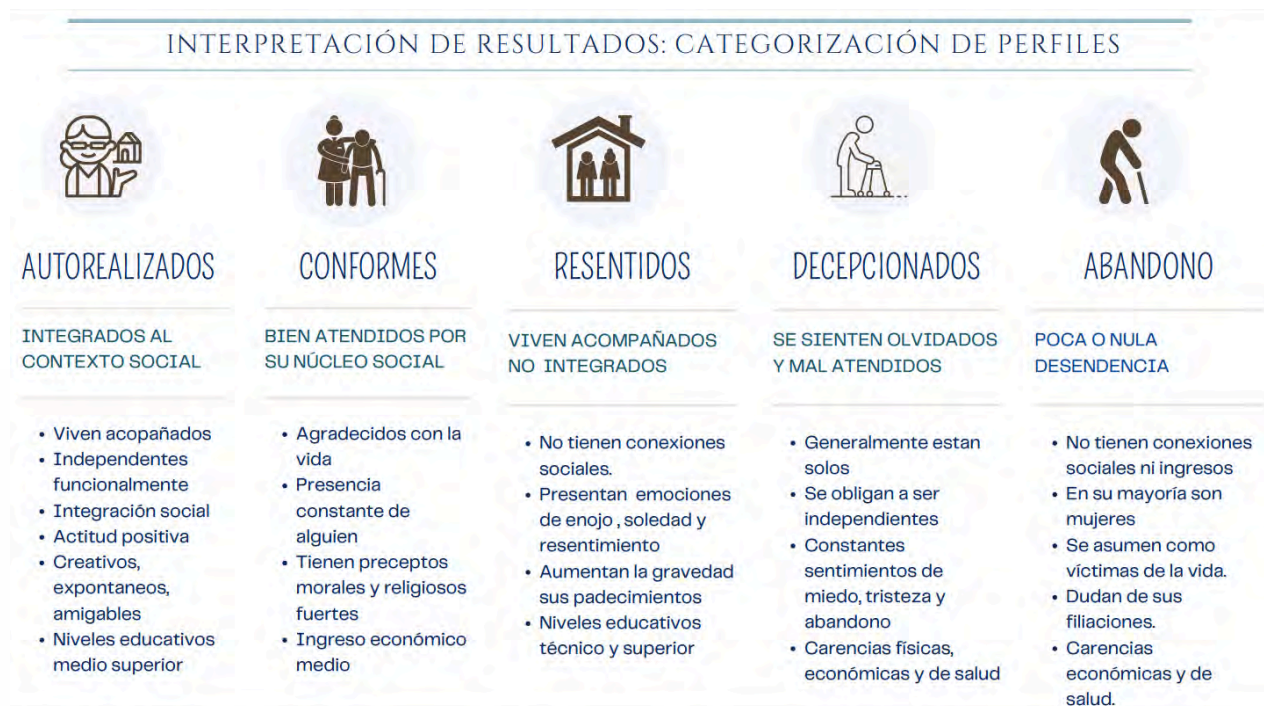 INTERPRETACIÓN DE RESULTADOS: CATEGORIZACIÓN DE PERFILES
AUTOREALIZADOS
INTEGRADOS AL
CONTEXTO SOCIAL
• Viven acopañados
• Independentes
funcionalmente
• Integración social
• Actitud positiva
• Creativos,
expontaneos,
amigables
• Niveles educativos
medio superior
CONFORMES
BIEN ATENDIDOS POR
SU NÚCLEO SOCIAL
• Agradecidos con la
vida
• Presencia
constante de
alguien
• Tienen preceptos
morales y religiosos
fuertes
• Ingreso económico
medio
RESENTIDOS
VIVEN ACOMPAÑADOS
NO INTEGRADOS
• No tienen conexiones
sociales.
• Presentan emociones
de enojo , soledad y
resentimiento
• Aumentan la gravedad
sus padecimientos
• Niveles educativos
técnico y superior
DECEPCIONADOS
SE SIENTEN OLVIDADOS
Y MAL ATENDIDOS
• Generalmente estan
solos
• Se obligan a ser
independientes
• Constantes
sentimientos de
miedo, tristeza y
abandono
• Carencias físicas,
económicas y de salud
ABANDONO
POCA O NULA
DESENDENCIA
• No tienen conexiones
sociales ni ingresos
• En su mayoría son
mujeres
• Se asumen como
víctimas de la vida.
• Dudan de sus
filiaciones.
• Carencias
económicas y de
salud.